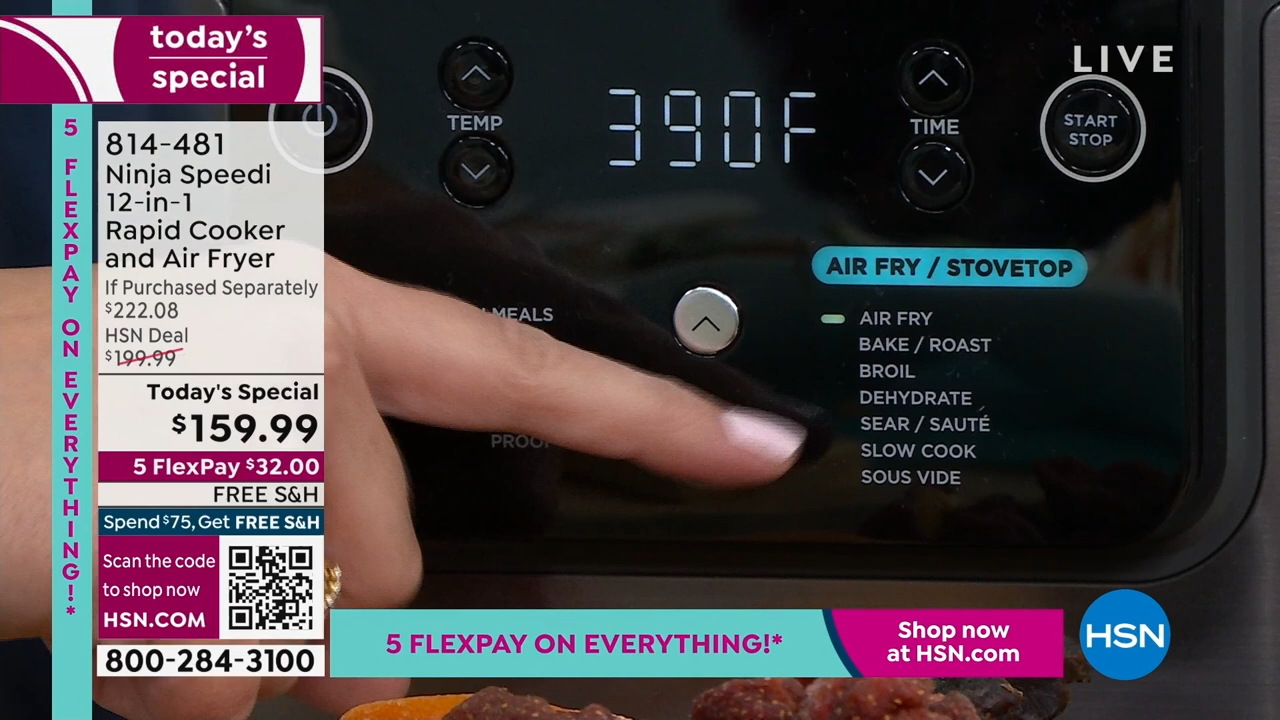 today's
special
5 FLEXPAY ON EVERYTHING!*
814-481
Ninja Speedi
12-in-1
Rapid Cooker
and Air Fryer
If Purchased Separately
$222.08
HSN Deal
$199.99
Today's Special
$159.99
5 FlexPay $32.00
FREE S&H
Spend $75, Get FREE S&H
Scan the code
to shop now
HSN.COM
800-284-3100
TEMP
390F
TIME
LIVE
START
STOP
AIR FRY / STOVETOP
MEALS
AIR FRY
BAKE / ROAST
BROIL
DEHYDRATE
SEAR / SAUTÉ
SLOW COOK
SOUS VIDE
5 FLEXPAY ON EVERYTHING!*
Shop now
at HSN.com
HSN